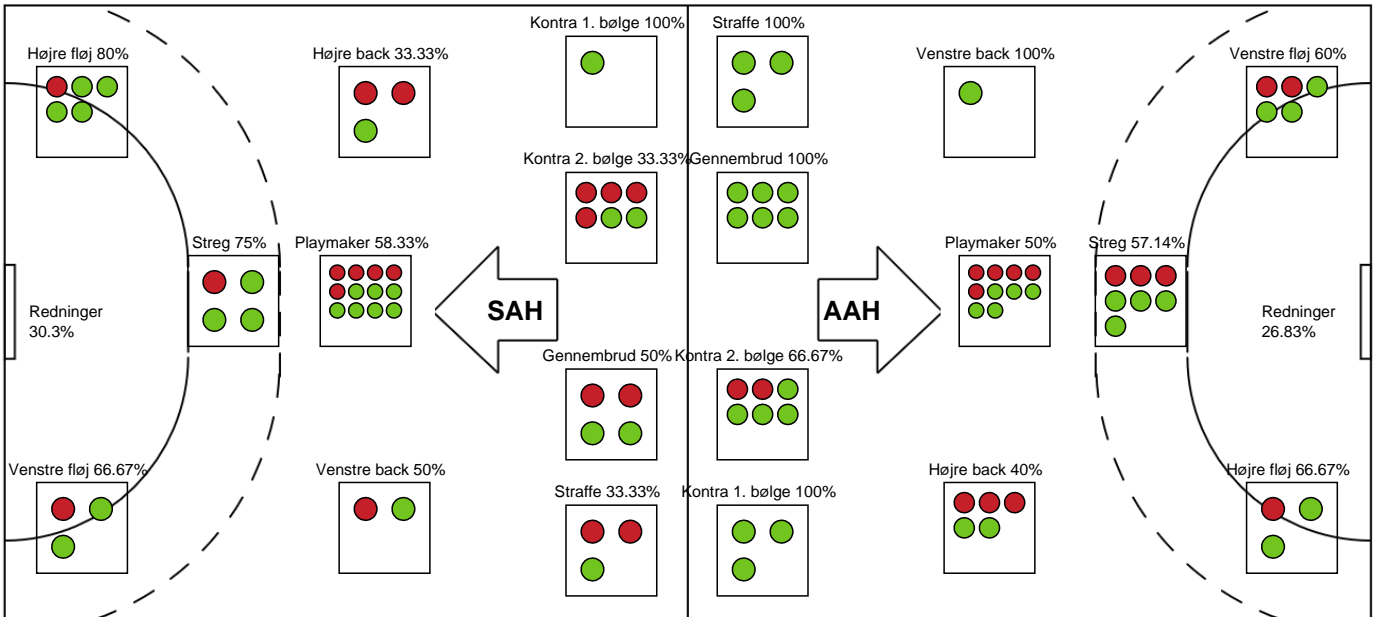 Kontra 1. bølge 100%
Straffe 100%
Højre fløj 80%
Højre back 33.33%
Venstre back 100%
Venstre fløj 60%
Kontra 2. bølge 33.33%
Gennembrud 100%
Streg 75%
Playmaker 58.33%
Playmaker 50%
Streg 57.14%
Redninger
30.3%
SAH
AAH
Redninger
26.83%
Gennembrud 50%
Kontra 2. bølge 66.67%
Venstre fløj 66.67%
Venstre back 50%
Højre back 40%
Højre fløj 66.67%
Straffe 33.33%
Kontra 1. bølge 100%